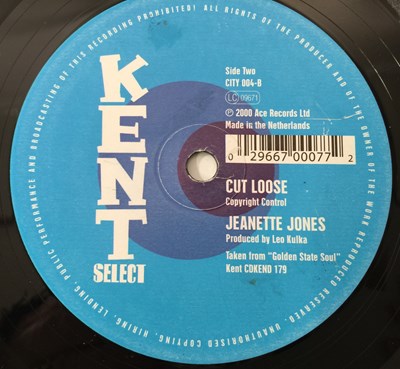 KENT
SELECT
Side Two
CITY 004-B
LC 09671
℗ 2000 Ace Records Ltd
Made in the Netherlands
0 29667 00077 2
CUT LOOSE
Copyright Control
JEANETTE JONES
Produced by Leo Kulka
Taken from "Golden State Soul"
Kent CDKEND 179
ALL RIGHTS OF THE PRODUCER AND OF THE OWNER OF THE WORK REPRODUCED RESERVED. UNAUTHORISED COPYING, HIRING, LENDING, PUBLIC PERFORMANCE AND BROADCASTING OF THIS RECORDING PROHIBITED!